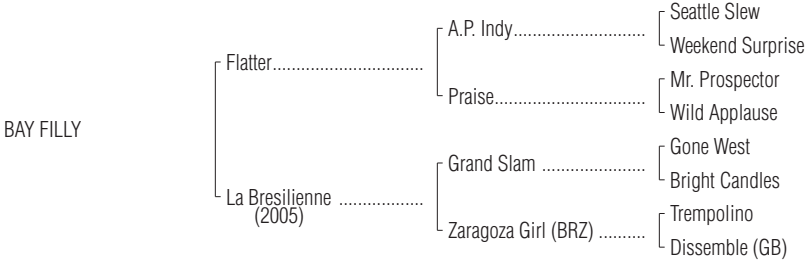 Seattle Slew
A.P. Indy..............................
Weekend Surprise
Flatter..................................
Mr. Prospector
Praise..................................
Wild Applause
BAY FILLY
Gone West
Grand Slam .......................
Bright Candles
La Bresilienne ...................
(2005)
Trempolino
Zaragoza Girl (BRZ) ..........
Dissemble (GB)